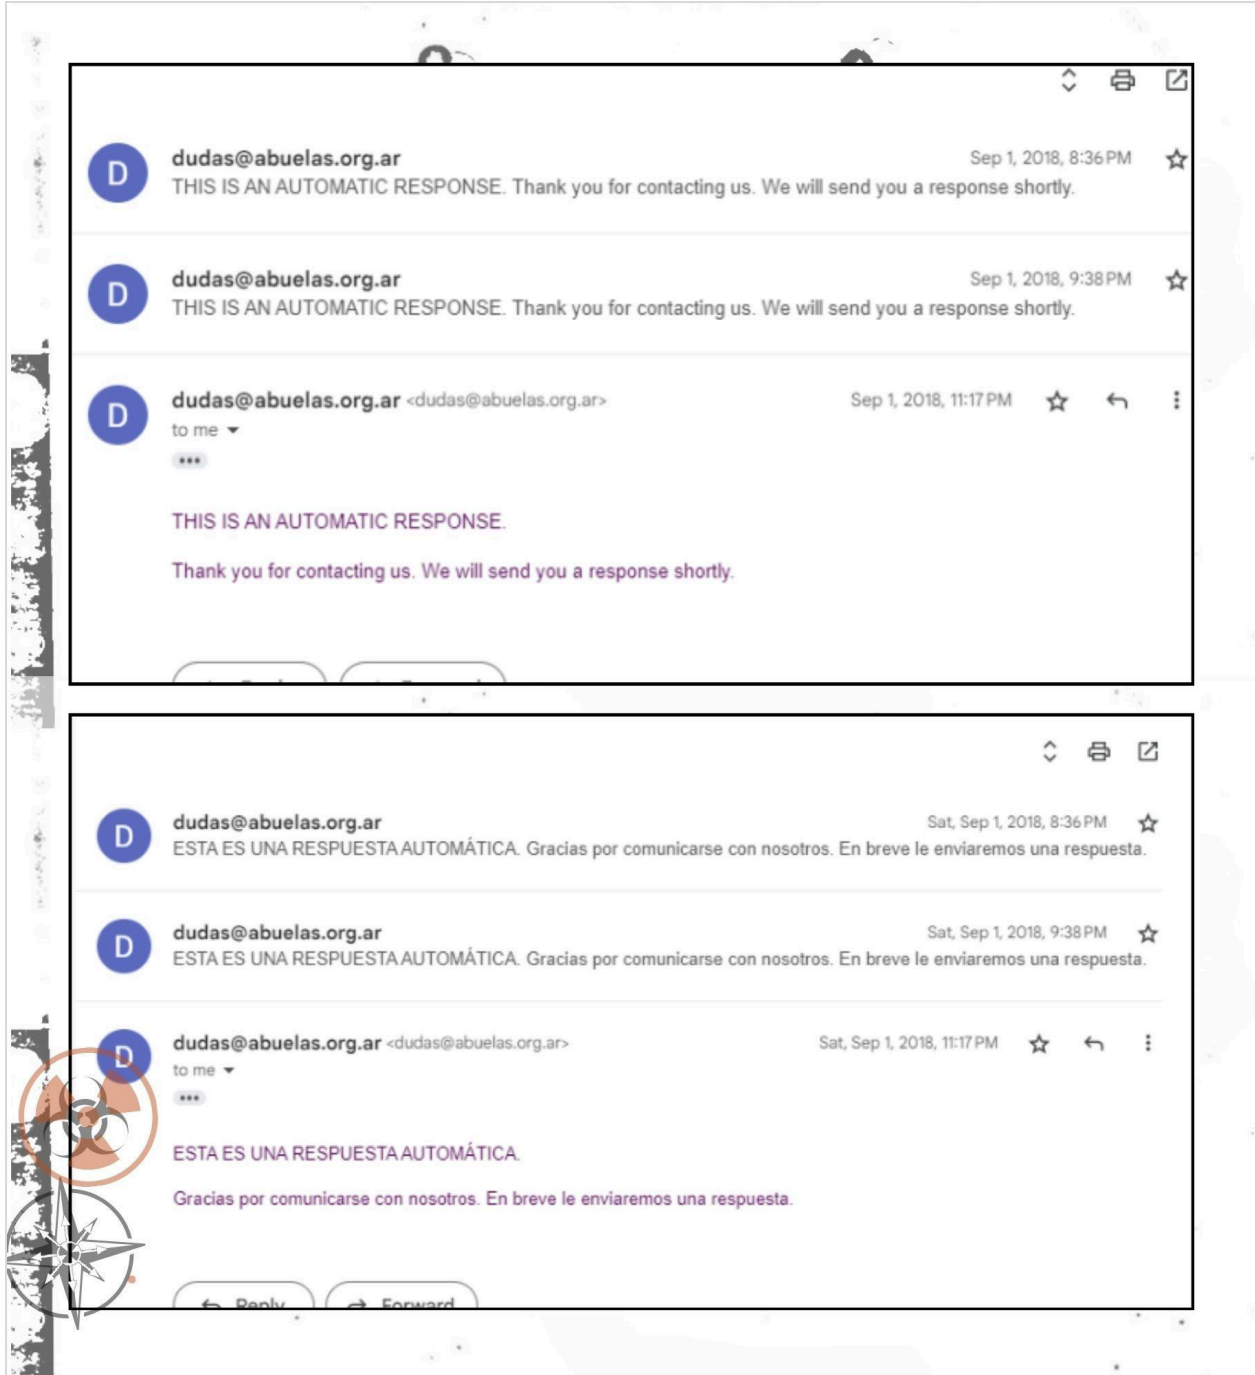 D
dudas@abuelas.org.ar Sep 1, 2018, 8:36 PM
THIS IS AN AUTOMATIC RESPONSE. Thank you for contacting us. We will send you a response shortly.
D
dudas@abuelas.org.ar Sep 1, 2018, 9:38 PM
THIS IS AN AUTOMATIC RESPONSE. Thank you for contacting us. We will send you a response shortly.
D
dudas@abuelas.org.ar <dudas@abuelas.org.ar> Sep 1, 2018, 11:17 PM
to me
THIS IS AN AUTOMATIC RESPONSE.
Thank you for contacting us. We will send you a response shortly.
D
dudas@abuelas.org.ar Sat, Sep 1, 2018, 8:36 PM
ESTA ES UNA RESPUESTA AUTOMÁTICA. Gracias por comunicarse con nosotros. En breve le enviaremos una respuesta.
D
dudas@abuelas.org.ar Sat, Sep 1, 2018, 9:38 PM
ESTA ES UNA RESPUESTA AUTOMÁTICA. Gracias por comunicarse con nosotros. En breve le enviaremos una respuesta.
D
dudas@abuelas.org.ar <dudas@abuelas.org.ar> Sat, Sep 1, 2018, 11:17 PM
to me
ESTA ES UNA RESPUESTA AUTOMÁTICA.
Gracias por comunicarse con nosotros. En breve le enviaremos una respuesta.
Reply Forward